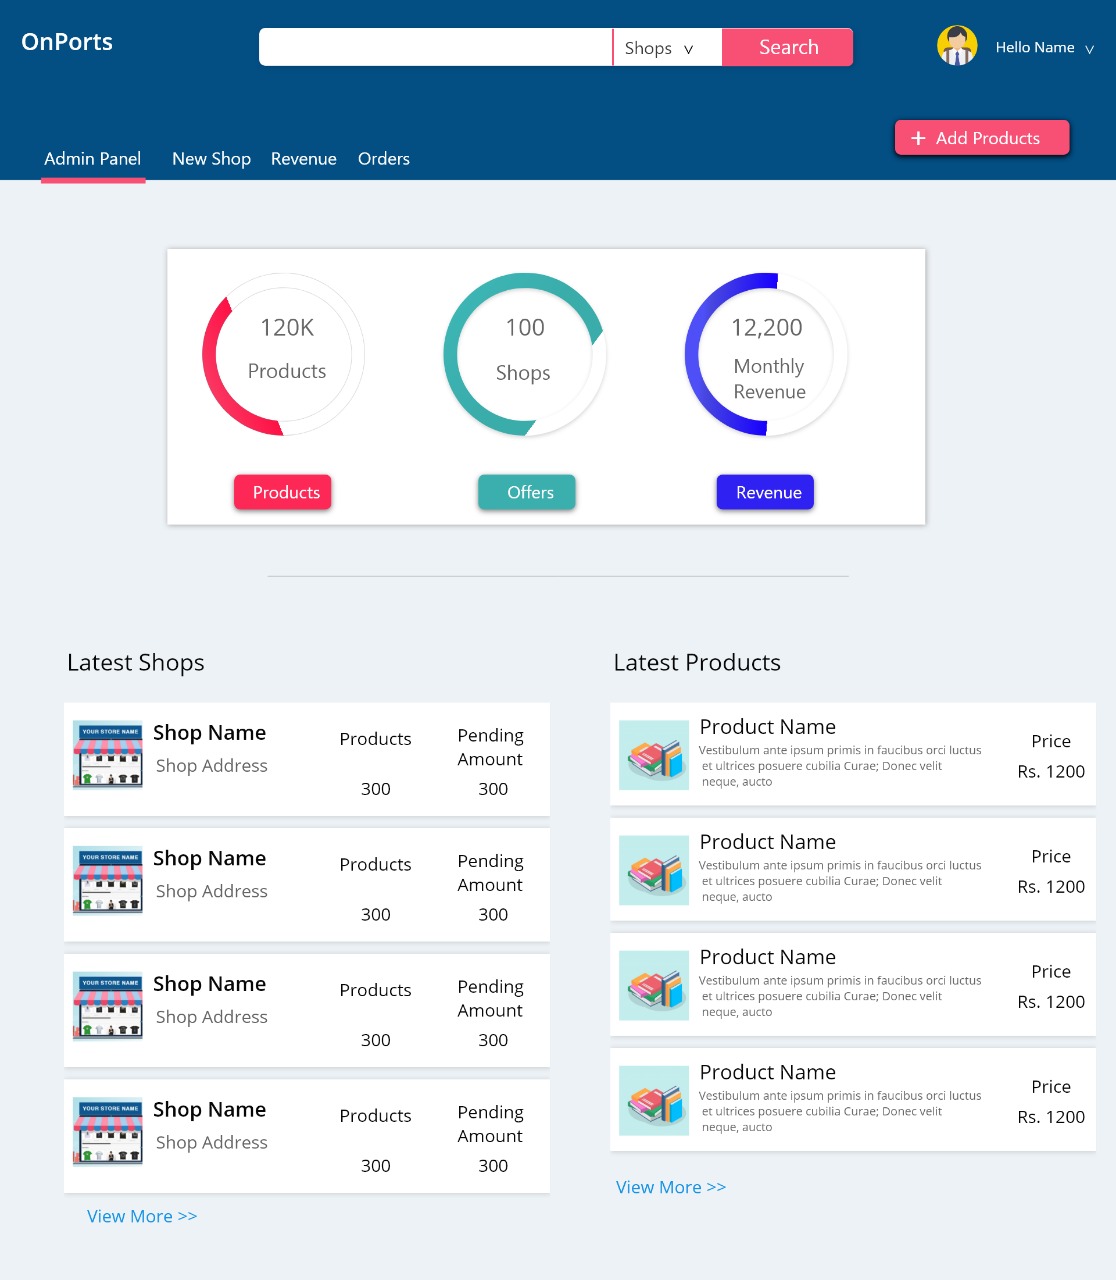 OnPorts
Shops
Search
Hello Name
Admin Panel
New Shop
Revenue
Orders
+ Add Products
120K
Products
100
Shops
12,200
Monthly
Revenue
Products
Offers
Revenue
Latest Shops
YOUR STORE NAME
Shop Name
Shop Address
Products
300
Pending
Amount
300
YOUR STORE NAME
Shop Name
Shop Address
Products
300
Pending
Amount
300
YOUR STORE NAME
Shop Name
Shop Address
Products
300
Pending
Amount
300
YOUR STORE NAME
Shop Name
Shop Address
Products
300
Pending
Amount
300
View More >>
Latest Products
Product Name
Vestibulum ante ipsum primis in faucibus orci luctus
et ultrices posuere cubilia Curae; Donec velit
neque, aucto
Price
Rs. 1200
Product Name
Vestibulum ante ipsum primis in faucibus orci luctus
et ultrices posuere cubilia Curae; Donec velit
neque, aucto
Price
Rs. 1200
Product Name
Vestibulum ante ipsum primis in faucibus orci luctus
et ultrices posuere cubilia Curae; Donec velit
neque, aucto
Price
Rs. 1200
Product Name
Vestibulum ante ipsum primis in faucibus orci luctus
et ultrices posuere cubilia Curae; Donec velit
neque, aucto
Price
Rs. 1200
View More >>